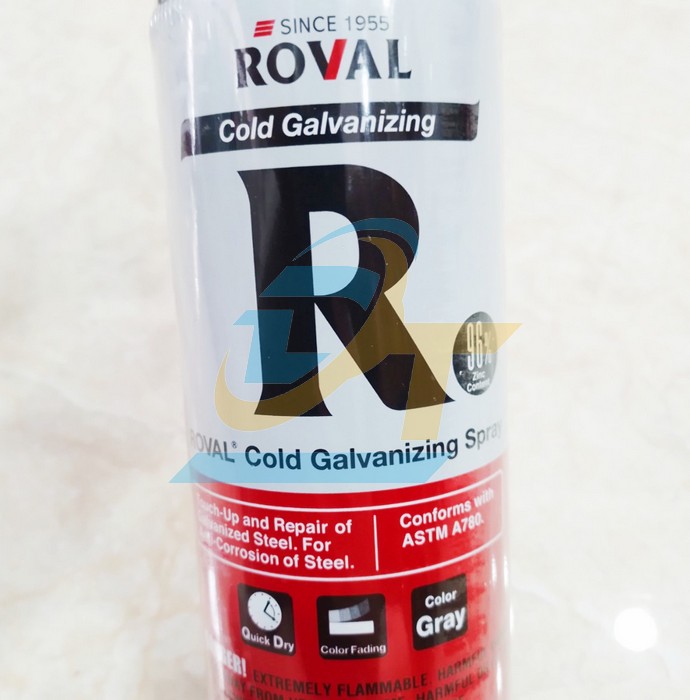 SINCE 1955
ROVAL
Cold Galvanizing
R
96%
Zinc
Content
ROVAL® Cold Galvanizing Spray
Touch-Up and Repair of
Galvanized Steel. For
Anti-Corrosion of Steel.
Conforms with
ASTM A780.
Quick Dry
Color Fading
Color
Gray
EXTREMELY FLAMMABLE.